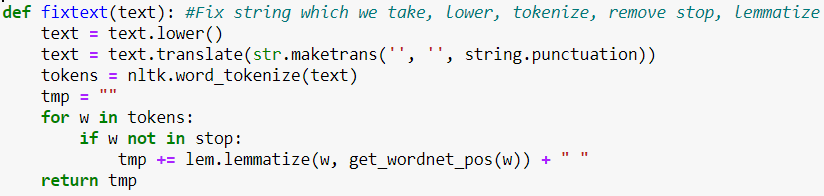 def fixtext(text): #Fix string which we take, lower, tokenize, remove stop, lemmatize
    text = text.lower()
    text = text.translate(str.maketrans('', '', string.punctuation))
    tokens = nltk.word_tokenize(text)
    tmp = ""
    for w in tokens:
        if w not in stop:
            tmp += lem.lemmatize(w, get_wordnet_pos(w)) + " "
    return tmp